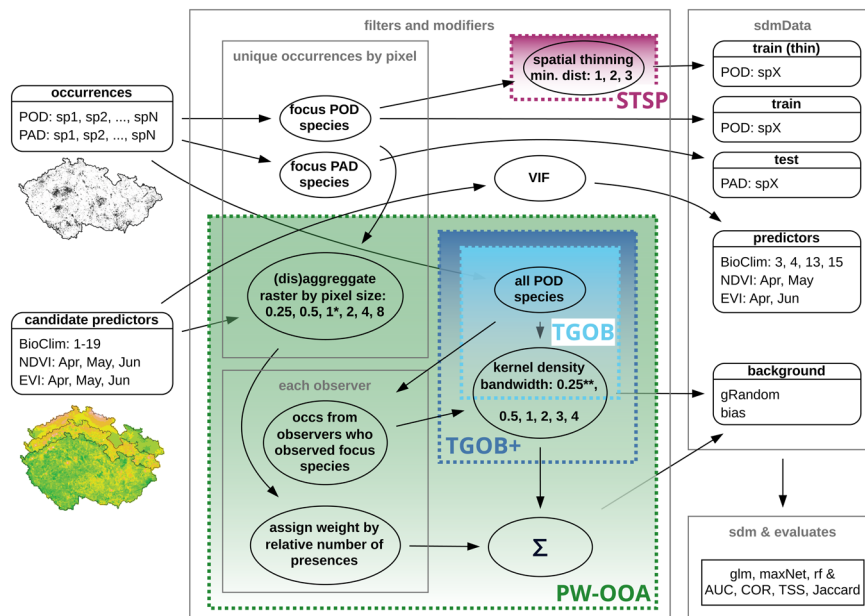 filters and modifiers
sdmData
unique occurrences by pixel
spatial thinning
min. dist: 1, 2, 3
STSP
train (thin)
POD: spX
occurrences
POD: sp1, sp2, ..., spN
PAD: sp1, sp2, ..., spN
focus POD
species
train
POD: spX
focus PAD
species
VIF
test
PAD: spX
predictors
BioClim: 3, 4, 13, 15
NDVI: Apr, May
EVI: Apr, Jun
(dis)aggreggate
raster by pixel size:
0.25, 0.5, 1*, 2, 4, 8
all POD
species
TGOB
candidate predictors
BioClim: 1-19
NDVI: Apr, May, Jun
EVI: Apr, May, Jun
kernel density
bandwidth: 0.25**,
0.5, 1, 2, 3, 4
TGOB+
background
gRandom
bias
each observer
occs from
observers who
observed focus
species
assign weight by
relative number of
presences
Σ
PW-OOA
sdm & evaluates
glm, maxNet, rf &
AUC, COR, TSS, Jaccard